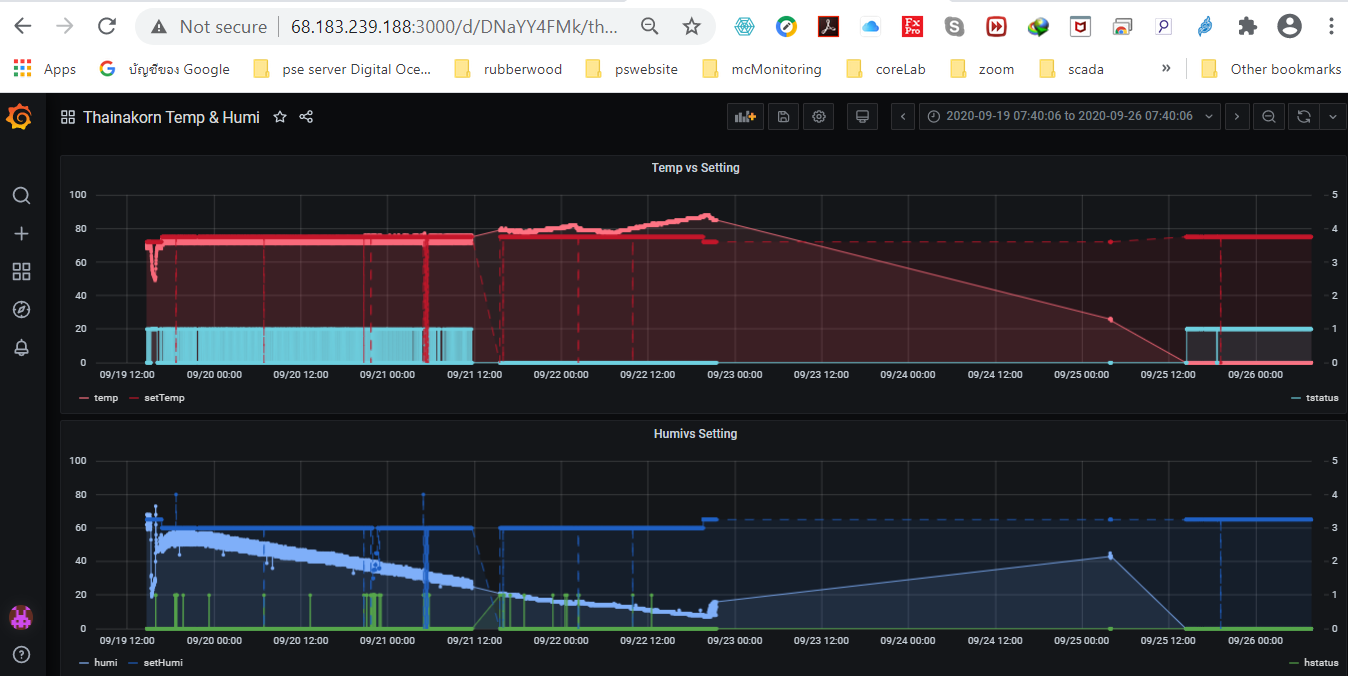 Not secure 68.183.239.188:3000/d/DNaYY4FMk/th...
Fx Pro
Apps บัญชีของ Google pse server Digital Oce... rubberwood pswebsite mcMonitoring coreLab zoom scada » Other bookmarks
Thainakorn Temp & Humi 2020-09-19 07:40:06 to 2020-09-26 07:40:06
Temp vs Setting
100 5
80 4
60 3
40 2
20 1
0 0
09/19 12:00 09/20 00:00 09/20 12:00 09/21 00:00 09/21 12:00 09/22 00:00 09/22 12:00 09/23 00:00 09/23 12:00 09/24 00:00 09/24 12:00 09/25 00:00 09/25 12:00 09/26 00:00
temp setTemp tstatus
Humivs Setting
100 5
80 4
60 3
40 2
20 1
0 0
09/19 12:00 09/20 00:00 09/20 12:00 09/21 00:00 09/21 12:00 09/22 00:00 09/22 12:00 09/23 00:00 09/23 12:00 09/24 00:00 09/24 12:00 09/25 00:00 09/25 12:00 09/26 00:00
humi setHumi hstatus